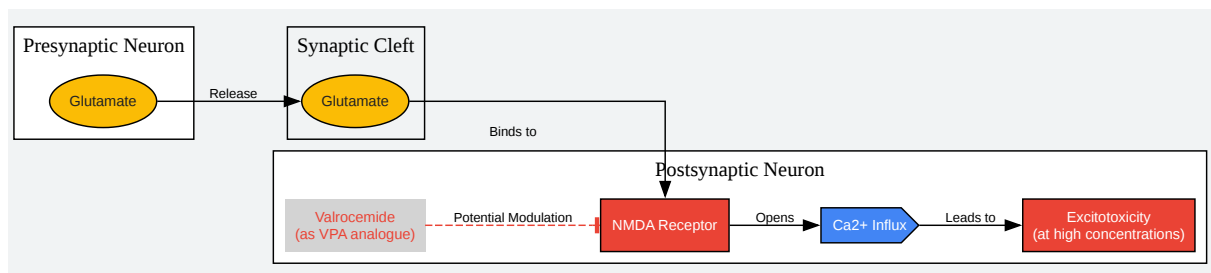 Presynaptic Neuron
Synaptic Cleft
Glutamate
Release
Glutamate
Binds to
Postsynaptic Neuron
Valrocemide
(as VPA analogue)
Potential Modulation
NMDA Receptor
Opens
Ca2+ Influx
Leads to
Excitotoxicity
(at high concentrations)